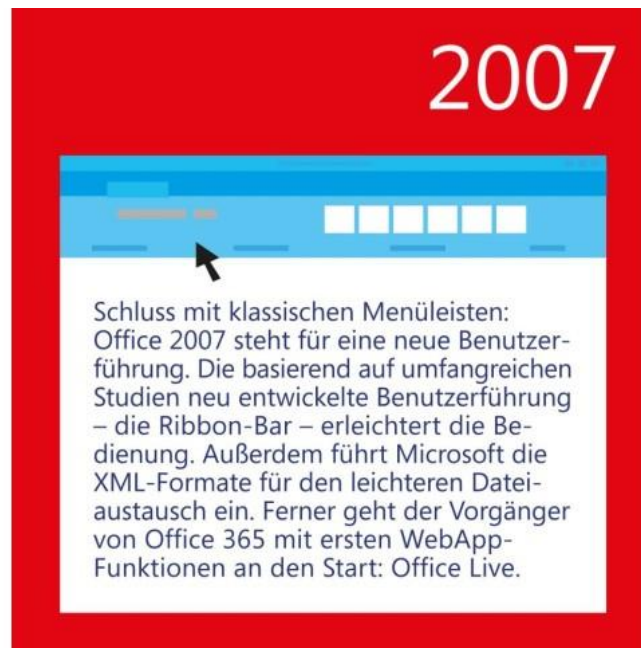 2007
Schluss mit klassischen Menüleisten:
Office 2007 steht für eine neue Benutzer-
führung. Die basierend auf umfangreichen
Studien neu entwickelte Benutzerführung
– die Ribbon-Bar – erleichtert die Be-
dienung. Außerdem führt Microsoft die
XML-Formate für den leichteren Datei-
austausch ein. Ferner geht der Vorgänger
von Office 365 mit ersten WebApp-
Funktionen an den Start: Office Live.